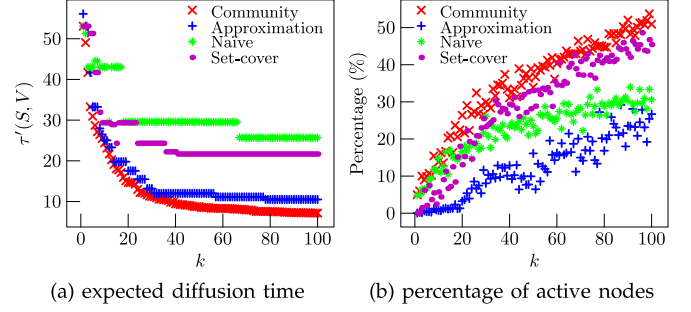 Community
Approximation
Naïve
Set-cover
50
40
30
20
10
τ′(S, V)
0 20 40 60 80 100
k
(a) expected diffusion time
Community
Approximation
Naïve
Set-cover
50
40
30
20
10
0
Percentage (%)
0 20 40 60 80 100
k
(b) percentage of active nodes